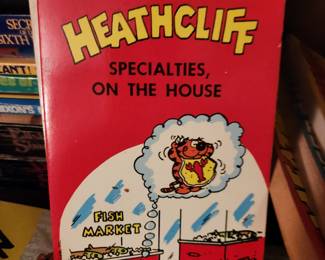 HEATHCLIFF
SPECIALTIES,
ON THE HOUSE
FISH
MARKET